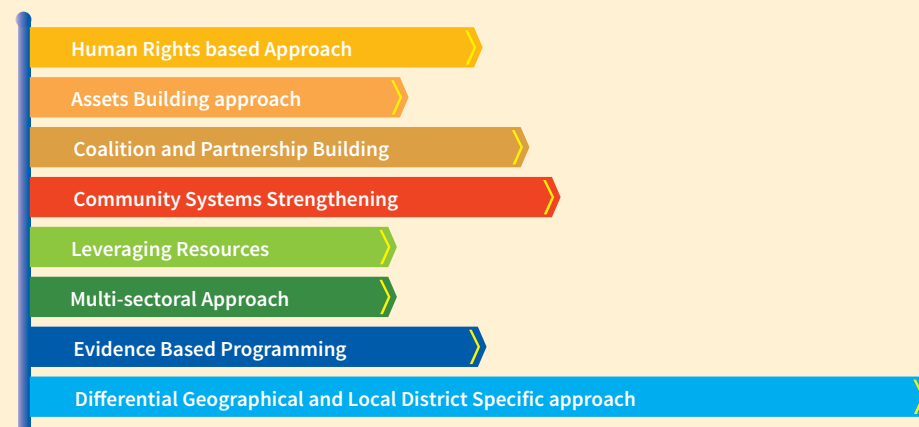 Human Rights based Approach
Assets Building approach
Coalition and Partnership Building
Community Systems Strengthening
Leveraging Resources
Multi-sectoral Approach
Evidence Based Programming
Differential Geographical and Local District Specific approach